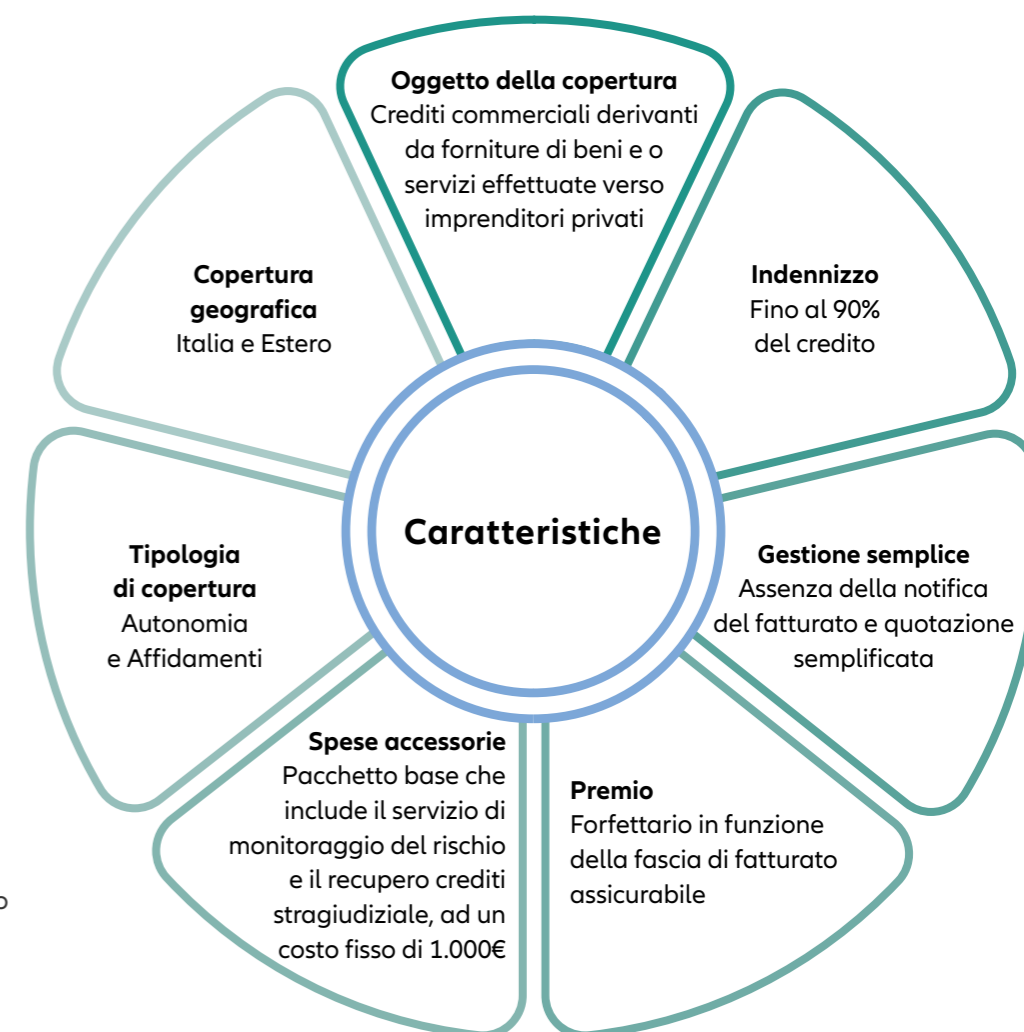 Oggetto della copertura
Crediti commerciali derivanti
da forniture di beni e o
servizi effettuate verso
imprenditori privati
Indennizzo
Fino al 90%
del credito
Gestione semplice
Assenza della notifica
del fatturato e quotazione
semplificata
Premio
Forfettario in funzione
della fascia di fatturato
assicurabile
Spese accessorie
Pacchetto base che
include il servizio di
monitoraggio del rischio
e il recupero crediti
stragiudiziale, ad un
costo fisso di 1.000€
Tipologia
di copertura
Autonomia
e Affidamenti
Copertura
geografica
Italia e Estero
Caratteristiche